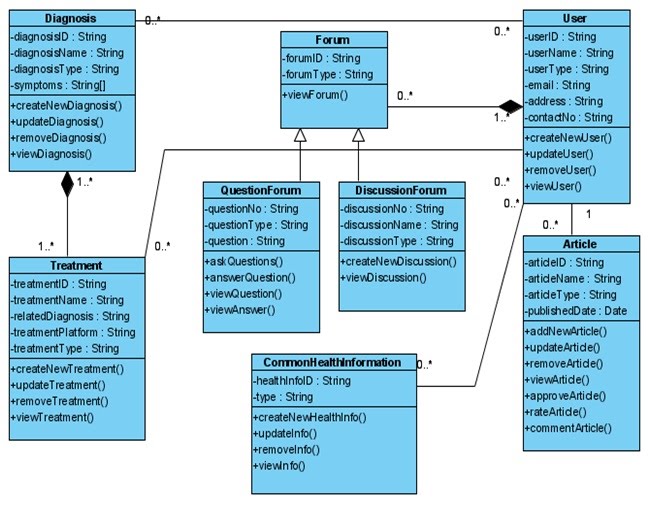 Diagnosis
-diagnosisID : String
-diagnosisName : String
-diagnosisType : String
-symptoms : String[]
+createNewDiagnosis()
+updateDiagnosis()
+removeDiagnosis()
+viewDiagnosis()
0..*
0..*
Forum
-forumID : String
-forumType : String
+viewForum()
0..*
1..*
User
-userID : String
-userName : String
-userType : String
-email : String
-address : String
-contactNo : String
+createNewUser()
+updateUser()
+removeUser()
+viewUser()
1..*
1..*
0..*
0..*
0..*
0..*
1
QuestionForum
-questionNo : String
-questionType : String
-question : String
+askQuestions()
+answerQuestion()
+viewQuestion()
+viewAnswer()
DiscussionForum
-discussionNo : String
-discussionName : String
-discussionType : String
+createNewDiscussion()
+viewDiscussion()
Treatment
-treatmentID : String
-treatmentName : String
-relatedDiagnosis : String
-treatmentPlatform : String
-treatmentType : String
+createNewTreatment()
+updateTreatment()
+removeTreatment()
+viewTreatment()
Article
-articleID : String
-articleName : String
-articleType : String
-publishedDate : Date
+addNewArticle()
+updateArticle()
+removeArticle()
+viewArticle()
+approveArticle()
+rateArticle()
+commentArticle()
CommonHealthInformation
-healthInfoID : String
-type : String
+createNewHealthInfo()
+updateInfo()
+removeInfo()
+viewInfo()
0..*